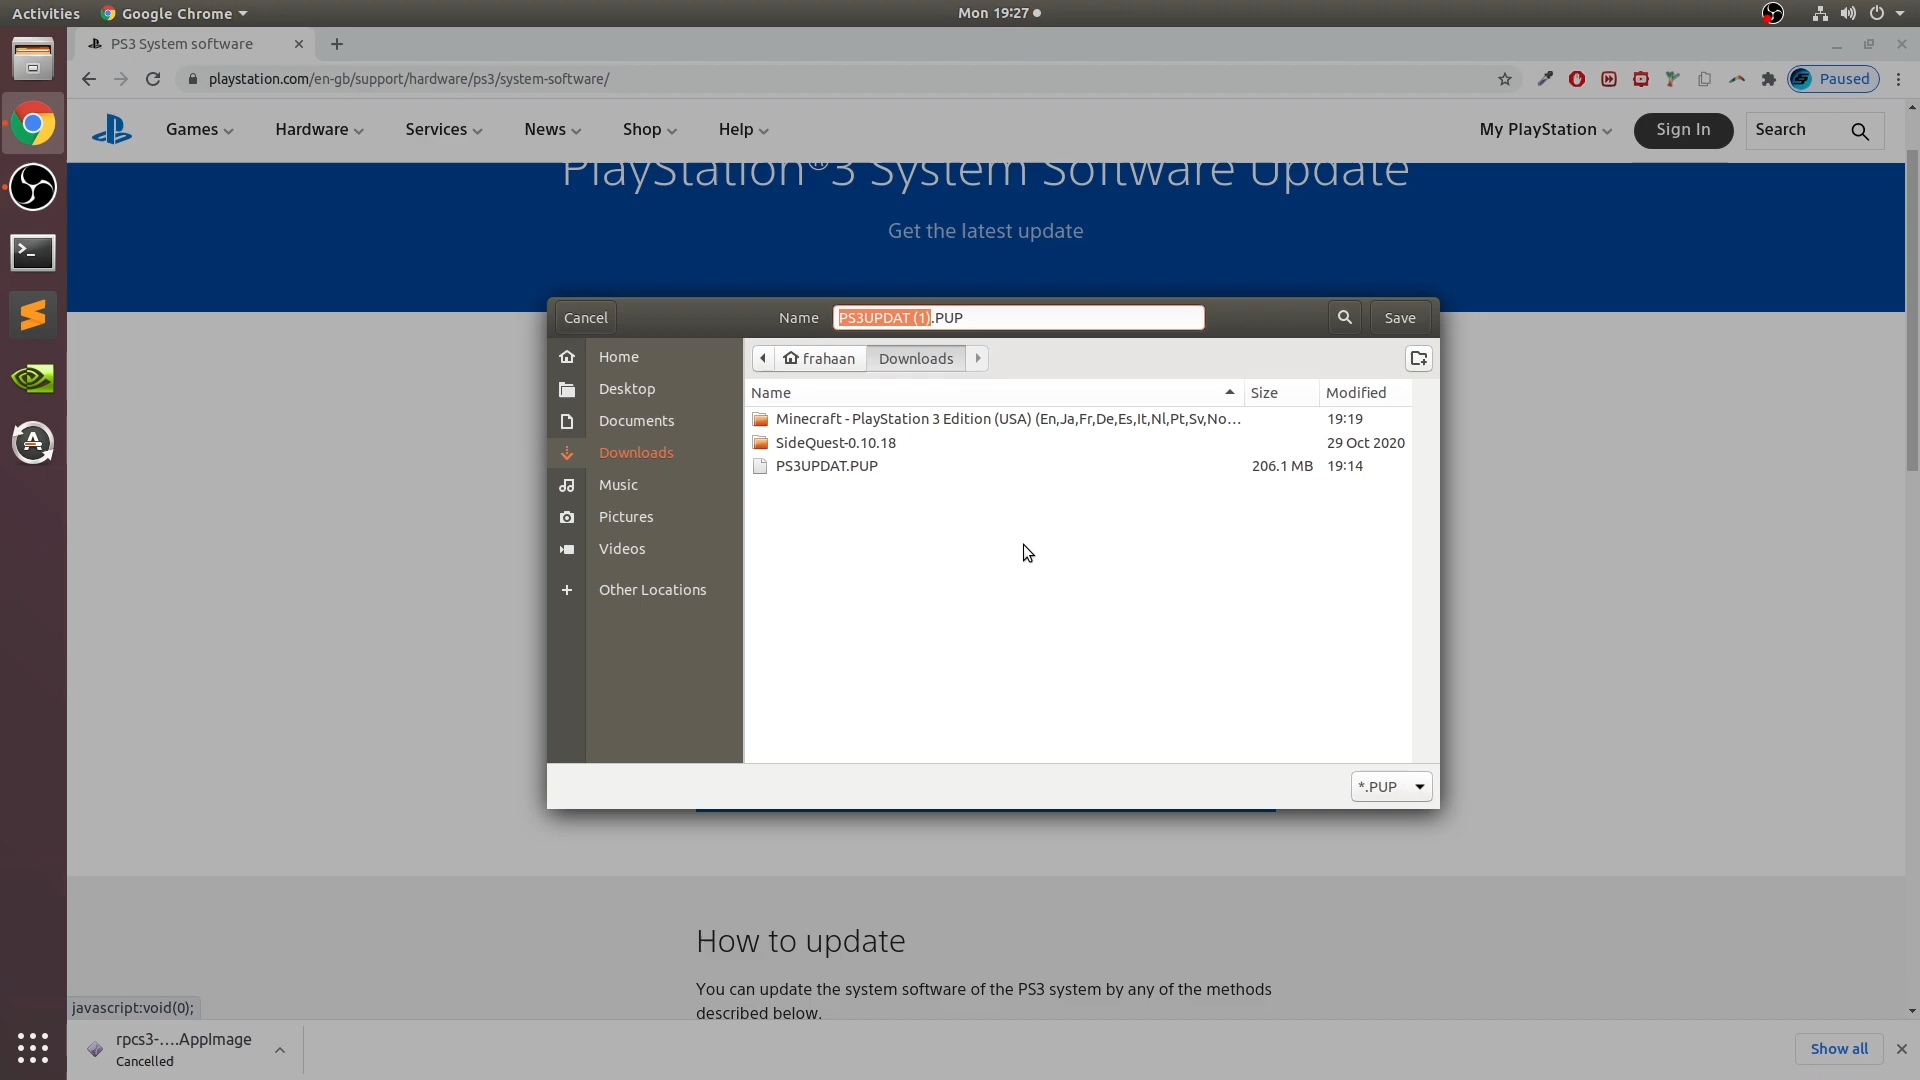 Activities Google Chrome Mon 19:27
PS3 System software
playstation.com/en-gb/support/hardware/ps3/system-software/ Paused
Games Hardware Services News Shop Help My PlayStation Sign In Search
PlayStation®3 System Software Update
Get the latest update
Cancel Name PS3UPDAT (1).PUP Save
Home
Desktop
Documents
Downloads
Music
Pictures
Videos
Other Locations
frahaan Downloads
Name Size Modified
Minecraft - PlayStation 3 Edition (USA) (En,Ja,Fr,De,Es,It,Nl,Pt,Sv,No... 19:19
SideQuest-0.10.18 29 Oct 2020
PS3UPDAT.PUP 206.1 MB 19:14
*.PUP
How to update
You can update the system software of the PS3 system by any of the methods
described below.
javascript:void(0);
rpcs3-....AppImage
Cancelled
Show all